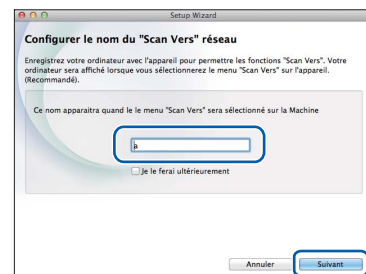 Setup Wizard
Configurer le nom du "Scan Vers" réseau
Enregistrez votre ordinateur avec l'appareil pour permettre les fonctions "Scan Vers". Votre
ordinateur sera affiché lorsque vous sélectionnerez le menu "Scan Vers" sur l'appareil.
(Recommandé).
Ce nom apparaitra quand le le menu "Scan Vers" sera sélectionné sur la Machine
a
Je le ferai ultérieurement
Annuler
Suivant